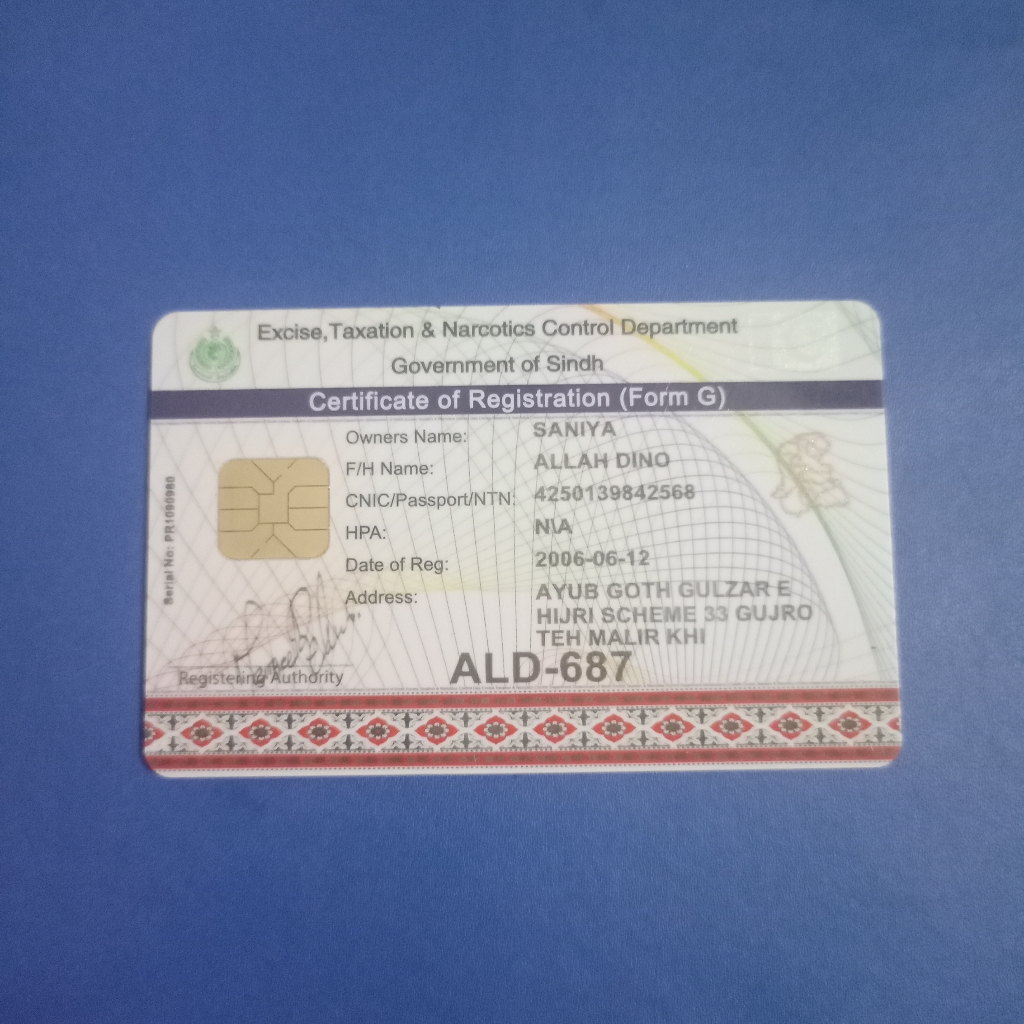 Excise,Taxation & Narcotics Control Department
Government of Sindh
Certificate of Registration (Form G)
Owners Name: SANIYA
F/H Name: ALLAH DINO
CNIC/Passport/NTN: 4250139842568
HPA: N\A
Date of Reg: 2006-06-12
Address: AYUB GOTH GULZAR E
HIJRI SCHEME 33 GUJRO
TEH MALIR KHI
Serial No: PR1090980
Registering Authority
ALD-687